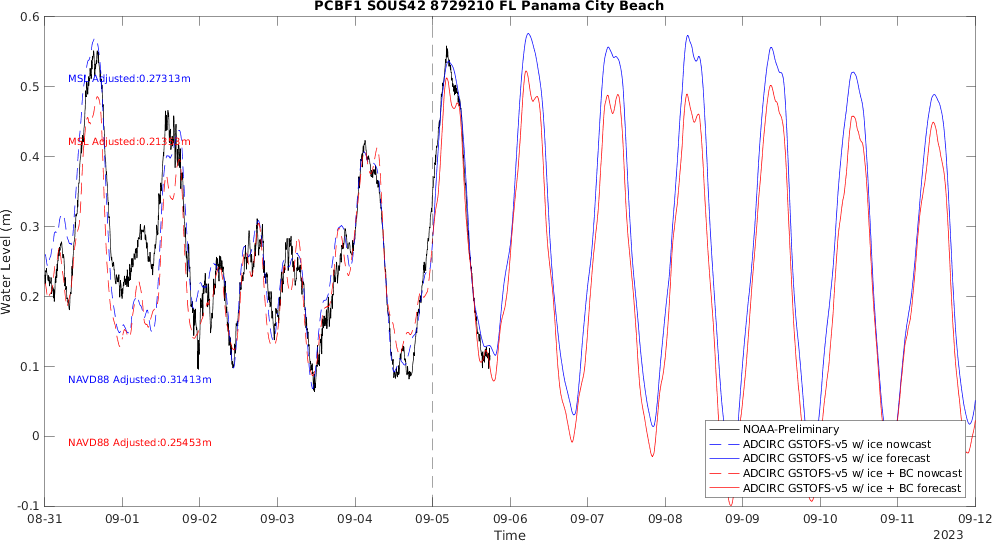 PCBF1 SOUS42 8729210 FL Panama City Beach
0.6
0.5
0.4
0.3
0.2
0.1
0
-0.1
Water Level (m)
MSL Adjusted:0.27313m
MSL
NAVD88 Adjusted:0.31413m
NAVD88 Adjusted:0.25453m
NOAA-Preliminary
ADCIRC GSTOFS-v5 w/ ice nowcast
ADCIRC GSTOFS-v5 w/ ice forecast
ADCIRC GSTOFS-v5 w/ ice + BC nowcast
ADCIRC GSTOFS-v5 w/ ice + BC forecast
08-31 09-01 09-02 09-03 09-04 09-05 09-06 09-07 09-08 09-09 09-10 09-11 09-12
Time
2023